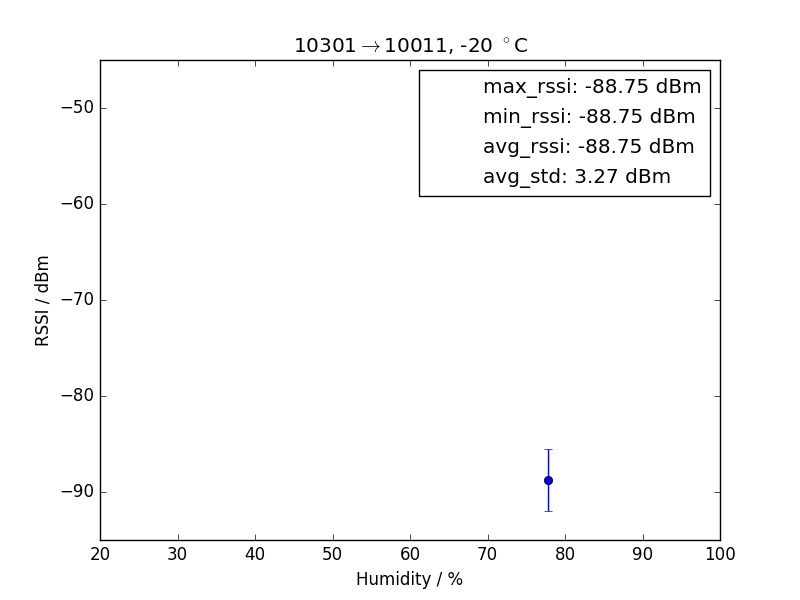 10301→10011, -20 °C
max_rssi: -88.75 dBm
min_rssi: -88.75 dBm
avg_rssi: -88.75 dBm
avg_std: 3.27 dBm
−50
−60
−70
−80
−90
RSSI / dBm
20 30 40 50 60 70 80 90 100
Humidity / %